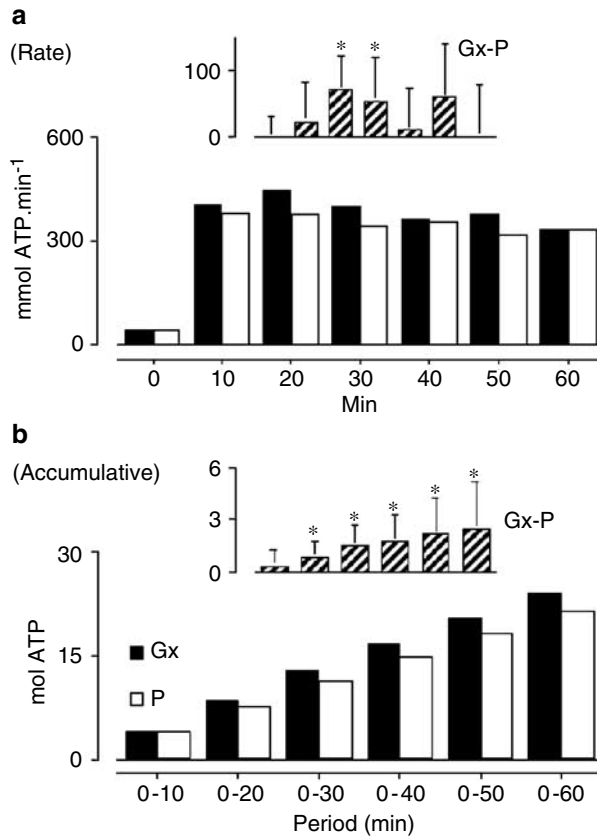 a
(Rate)
Gx-P
100
0
* *
600
300
0
mmol ATP.min⁻¹
0 10 20 30 40 50 60
Min
b
(Accumulative)
6
3
0
* * * * *
Gx-P
30
15
0
mol ATP
Gx
P
0-10 0-20 0-30 0-40 0-50 0-60
Period (min)